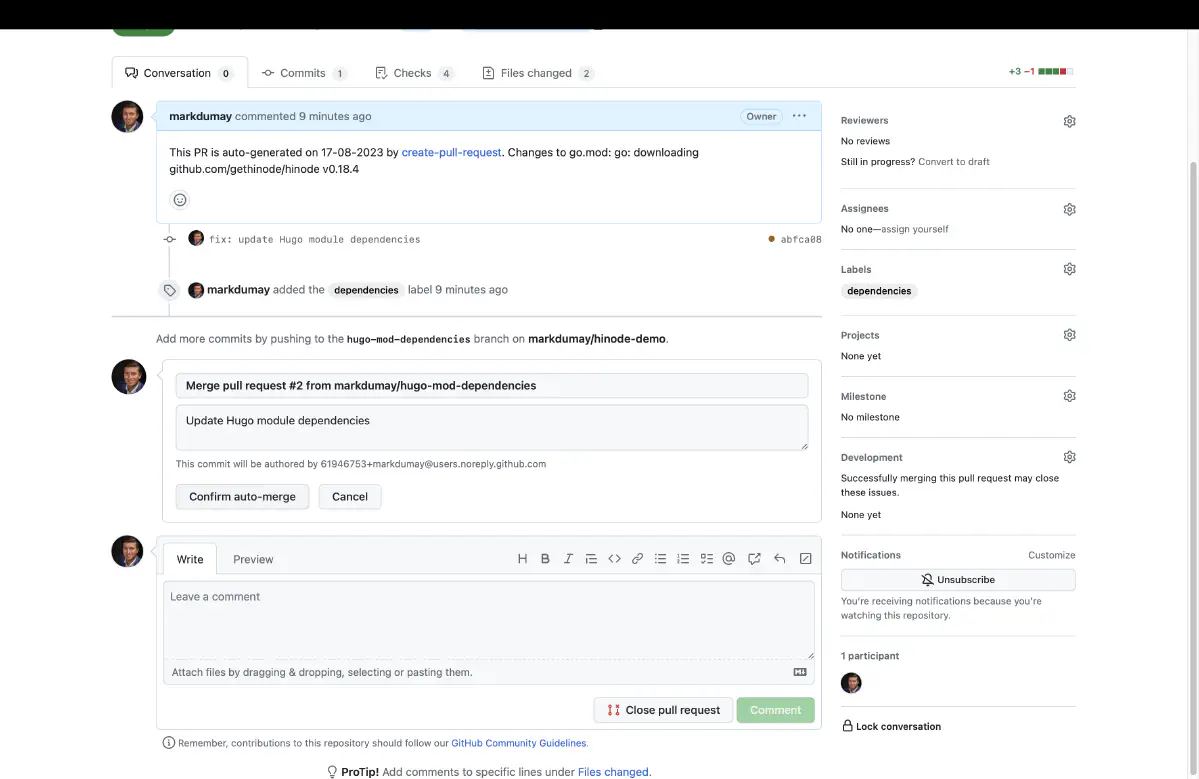 Conversation 0 Commits 1 Checks 4 Files changed 2 +3 −1
markdumay commented 9 minutes ago Owner
This PR is auto-generated on 17-08-2023 by create-pull-request. Changes to go.mod: go: downloading
github.com/gethinode/hinode v0.18.4
fix: update Hugo module dependencies abfca08
markdumay added the dependencies label 9 minutes ago
Add more commits by pushing to the hugo-mod-dependencies branch on markdumay/hinode-demo.
Merge pull request #2 from markdumay/hugo-mod-dependencies
Update Hugo module dependencies
This commit will be authored by 61946753+markdumay@users.noreply.github.com
Confirm auto-merge Cancel
Write Preview
Leave a comment
Attach files by dragging & dropping, selecting or pasting them.
Close pull request Comment
Remember, contributions to this repository should follow our GitHub Community Guidelines.
ProTip! Add comments to specific lines under Files changed.
Reviewers
No reviews
Still in progress? Convert to draft
Assignees
No one—assign yourself
Labels
dependencies
Projects
None yet
Milestone
No milestone
Development
Successfully merging this pull request may close
these issues.
None yet
Notifications Customize
Unsubscribe
You're receiving notifications because you're
watching this repository.
1 participant
Lock conversation